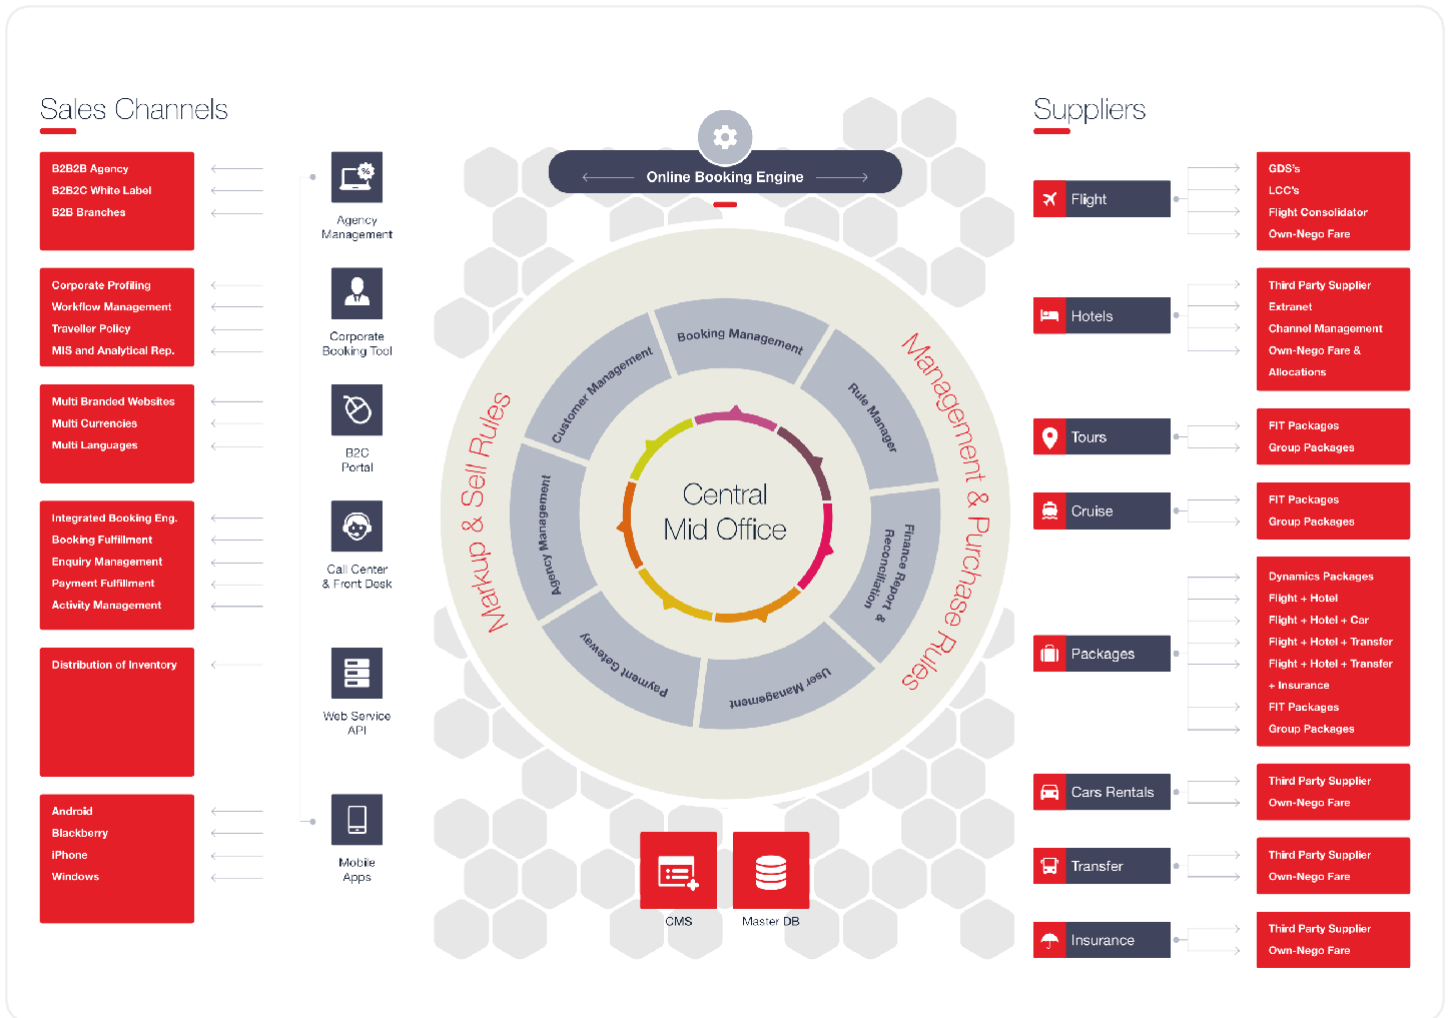 Sales Channels
B2B2B Agency
B2B2C White Label
B2B Branches
Agency
Management
Corporate Profiling
Workflow Management
Traveller Policy
MIS and Analytical Rep.
Corporate
Booking Tool
Multi Branded Websites
Multi Currencies
Multi Languages
B2C
Portal
Integrated Booking Eng.
Booking Fulfillment
Enquiry Management
Payment Fulfillment
Activity Management
Call Center
& Front Desk
Distribution of Inventory
Web Service
API
Android
Blackberry
iPhone
Windows
Mobile
Apps
Online Booking Engine
Markup & Sell Rules
Management & Purchase Rules
Booking Management
Rule Manager
Finance Report &
Reconciliation
User Management
Payment Gateway
Agency Management
Customer Management
Central
Mid Office
CMS
Master DB
Suppliers
Flight
GDS's
LCC's
Flight Consolidator
Own-Nego Fare
Hotels
Third Party Supplier
Extranet
Channel Management
Own-Nego Fare &
Allocations
Tours
FIT Packages
Group Packages
Cruise
FIT Packages
Group Packages
Packages
Dynamics Packages
Flight + Hotel
Flight + Hotel + Car
Flight + Hotel + Transfer
Flight + Hotel + Transfer
+ Insurance
FIT Packages
Group Packages
Cars Rentals
Third Party Supplier
Own-Nego Fare
Transfer
Third Party Supplier
Own-Nego Fare
Insurance
Third Party Supplier
Own-Nego Fare